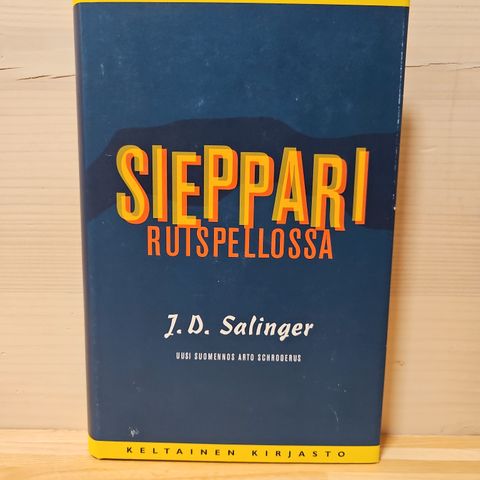 SIEPPARI
RUISPELLOSSA
J. D. Salinger
UUSI SUOMENNOS ARTO SCHRODERUS
KELTAINEN KIRJASTO